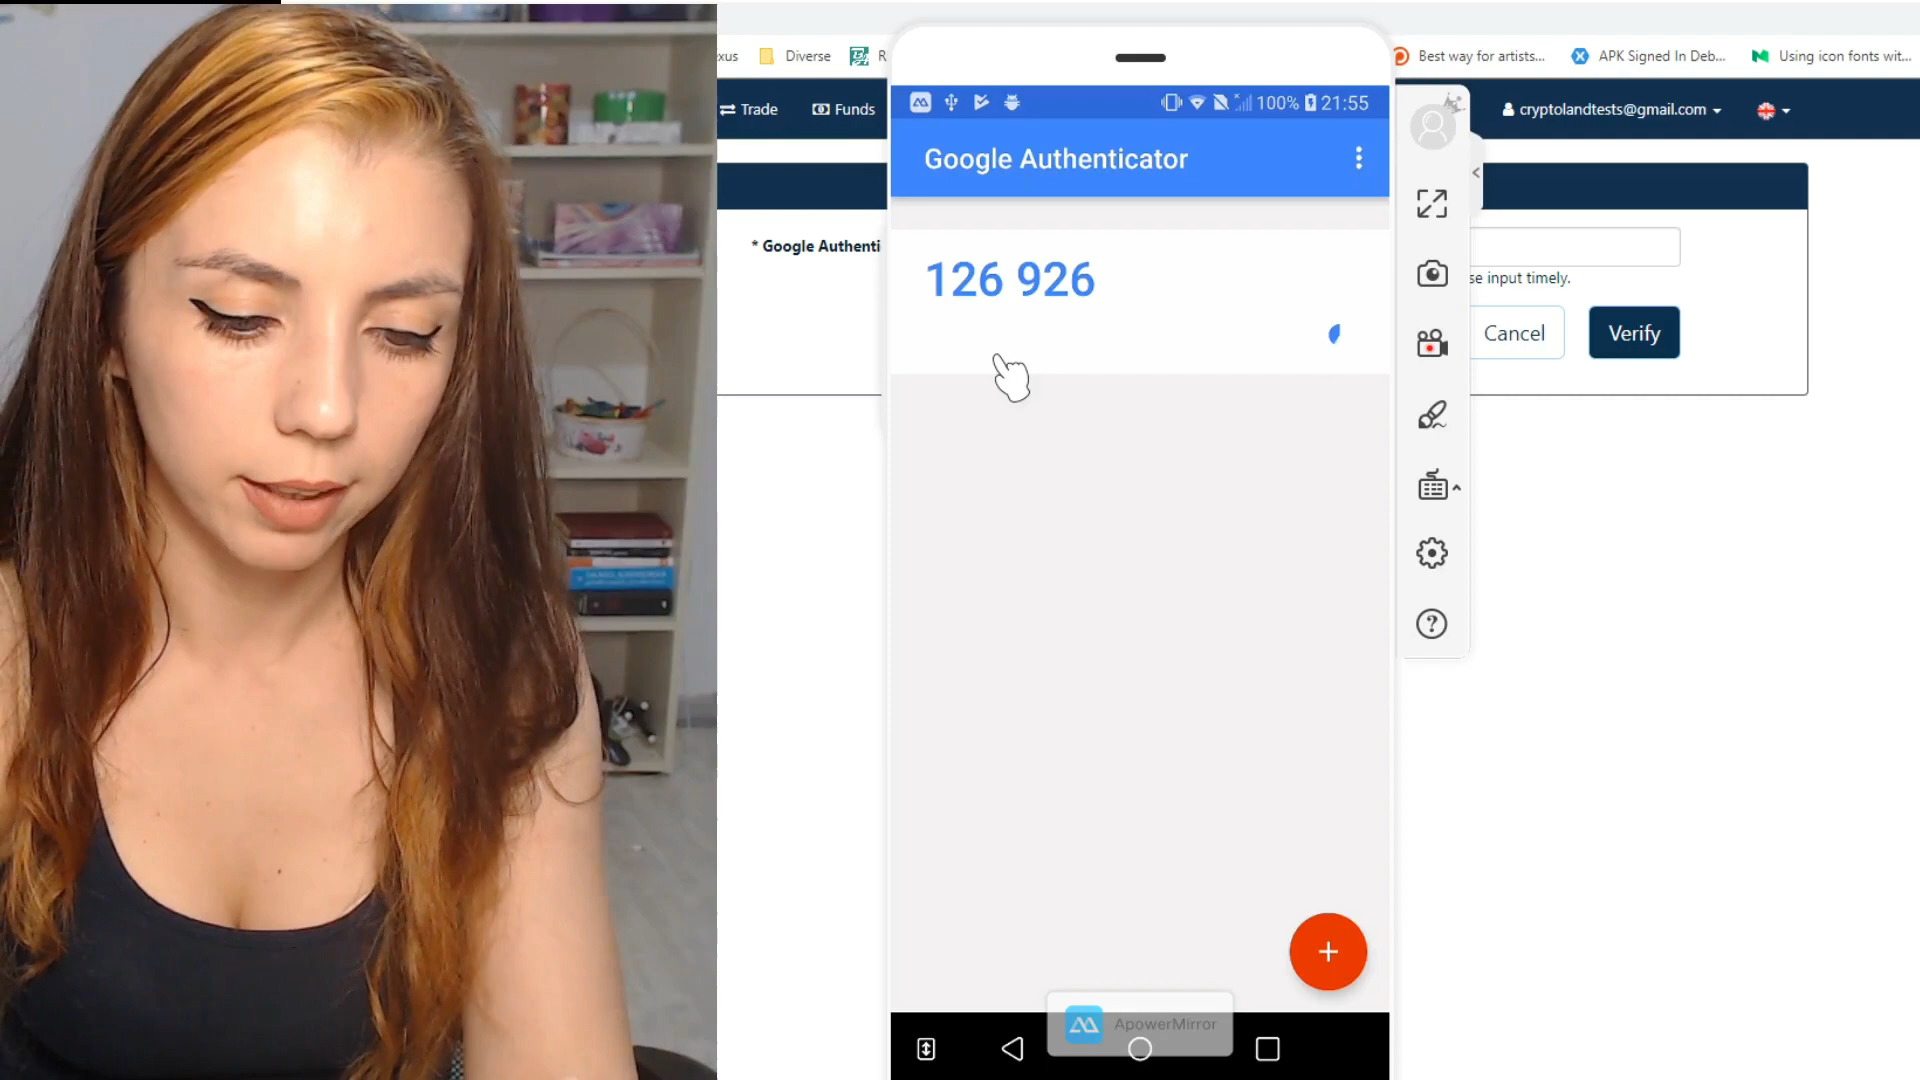 xus
Diverse
R
Best way for artists...
APK Signed In Deb...
Using icon fonts wit...
Trade
Funds
cryptolandtests@gmail.com
100%
21:55
Google Authenticator
* Google Authenti
126 926
se input timely.
Cancel
Verify
ApowerMirror